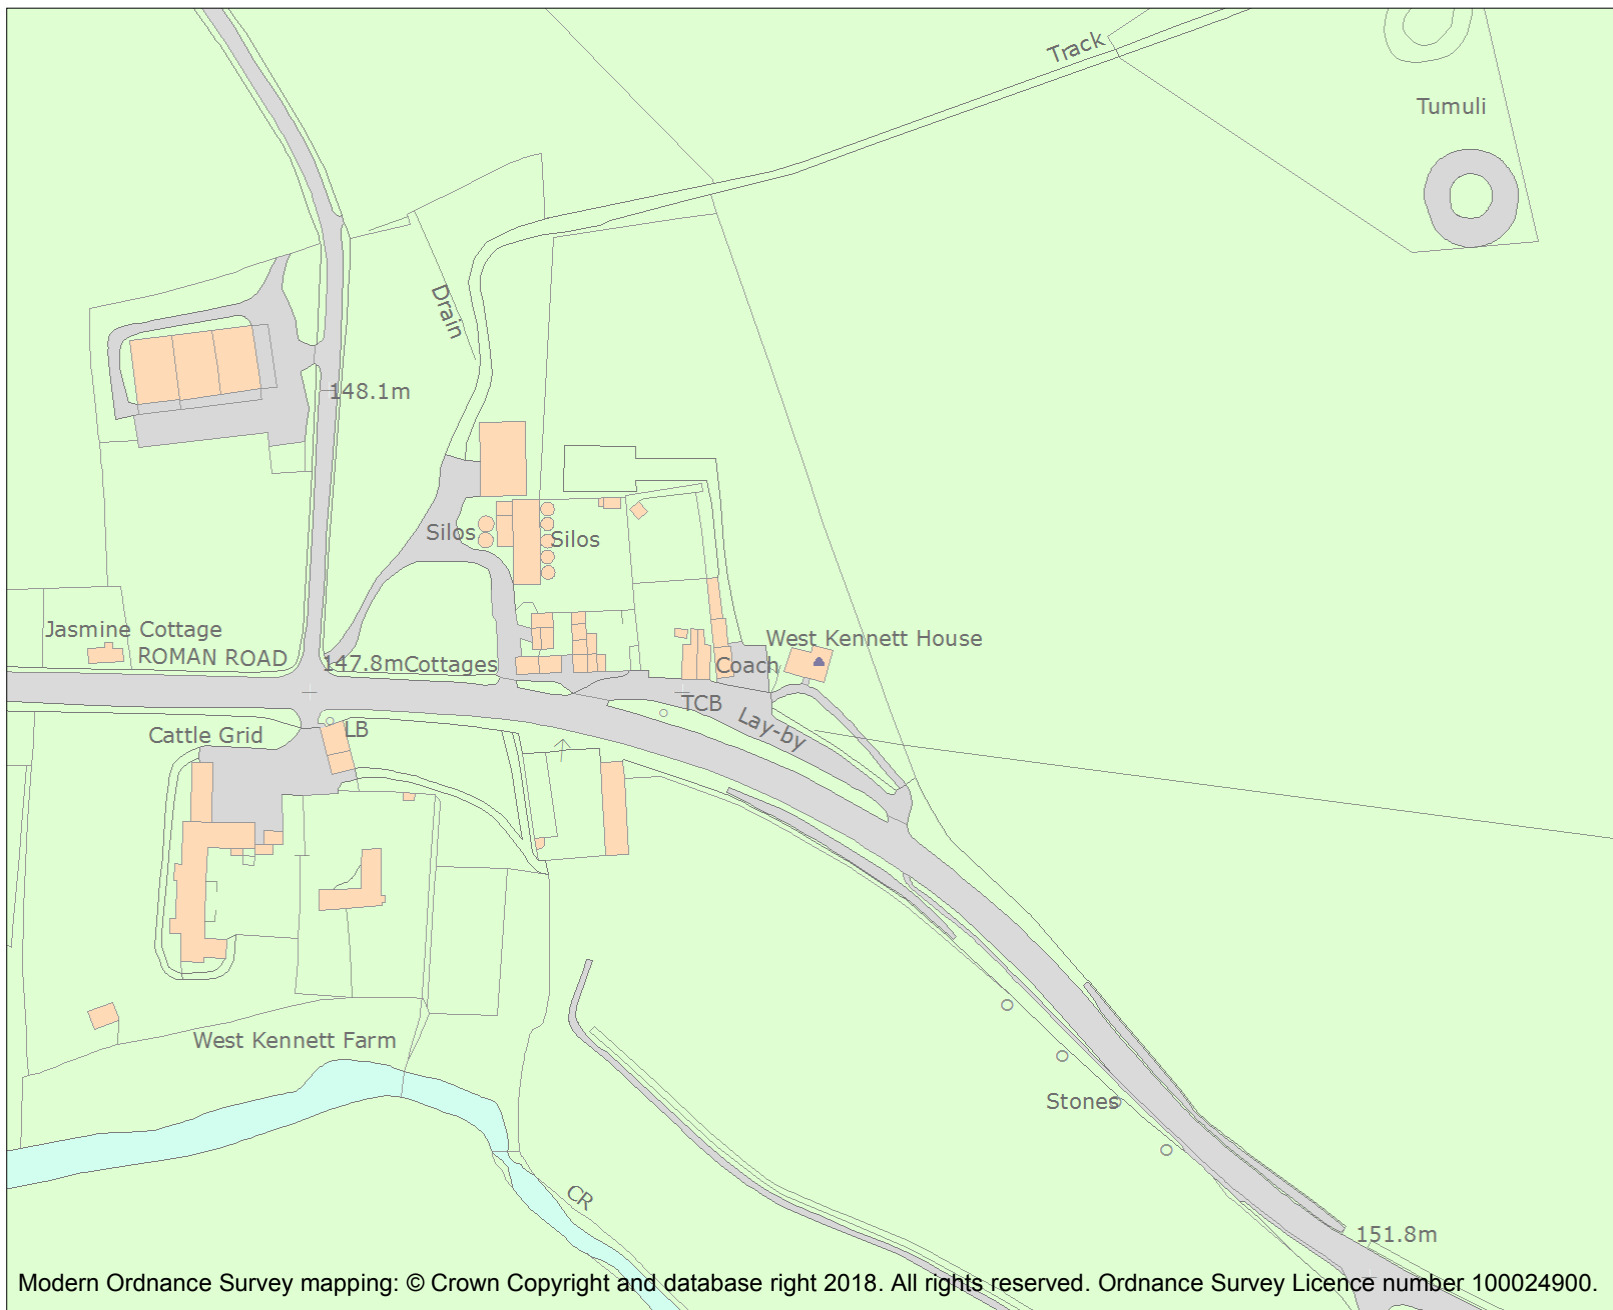 Track
Tumuli
Drain
148.1m
Silos
Silos
Jasmine Cottage
ROMAN ROAD
147.8m
Cottages
West Kennett House
Coach
TCB
Lay-by
Cattle Grid
LB
West Kennett Farm
Stones
CR
151.8m
Modern Ordnance Survey mapping: © Crown Copyright and database right 2018. All rights reserved. Ordnance Survey Licence number 100024900.